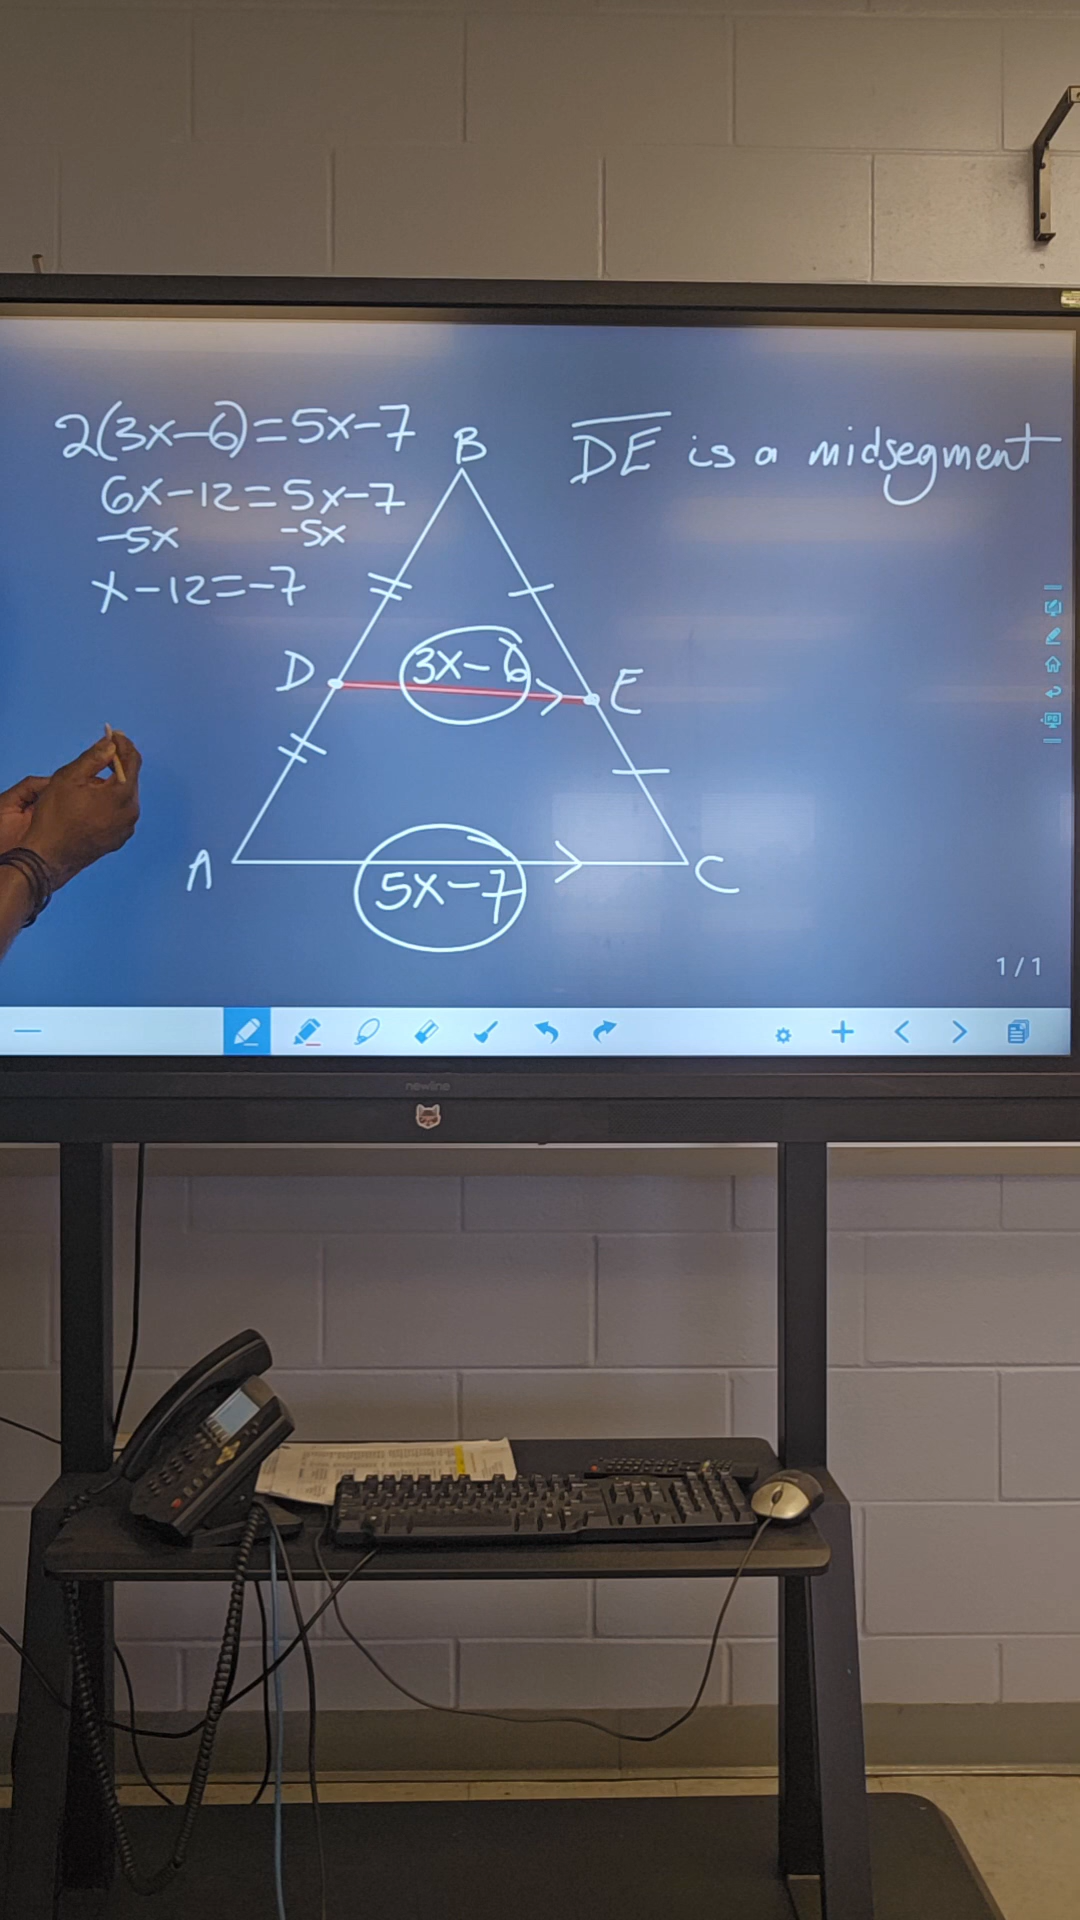 2(3x-6)=5x-7
6x-12=5x-7
-5x -5x
x-12=-7
DE is a midsegment
B
D
3x-6
E
A
5x-7
C
1/1
newline